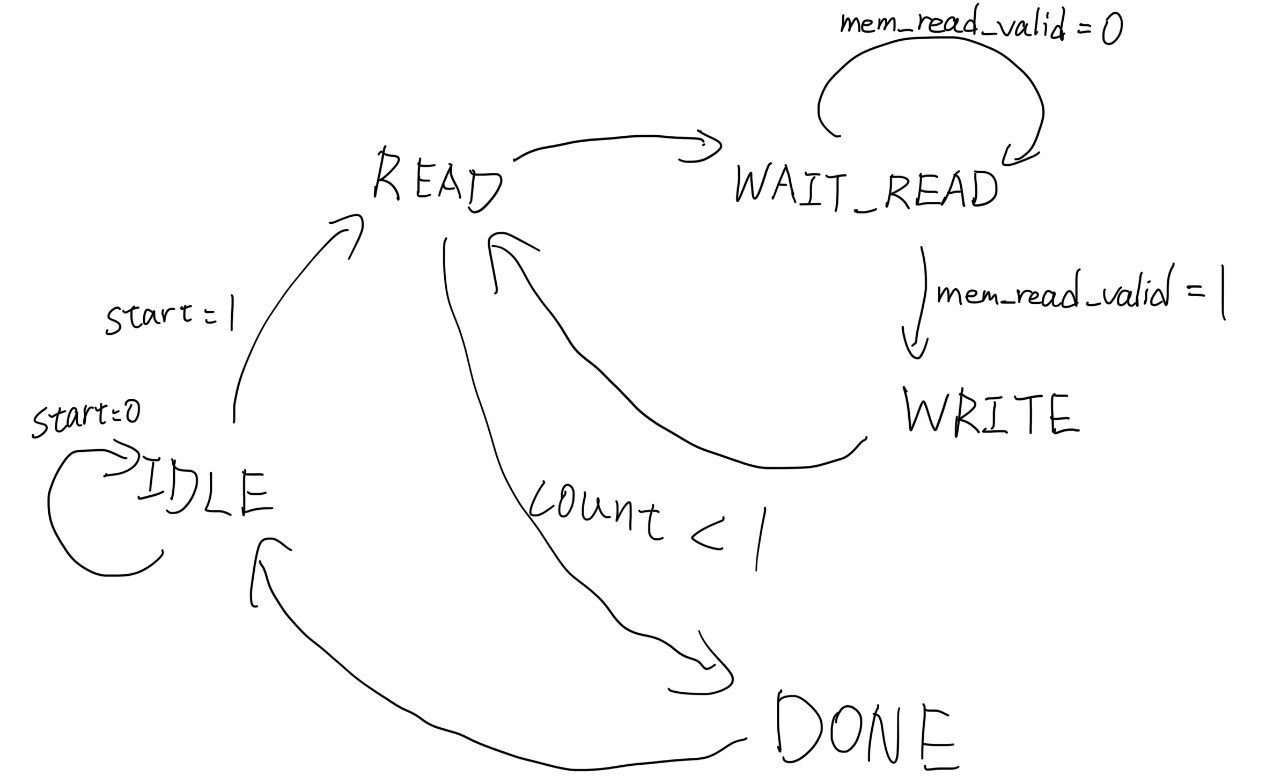 mem_read_valid = 0
READ
WAIT_READ
start = 1
mem_read_valid = 1
start=0
WRITE
IDLE
count < 1
DONE